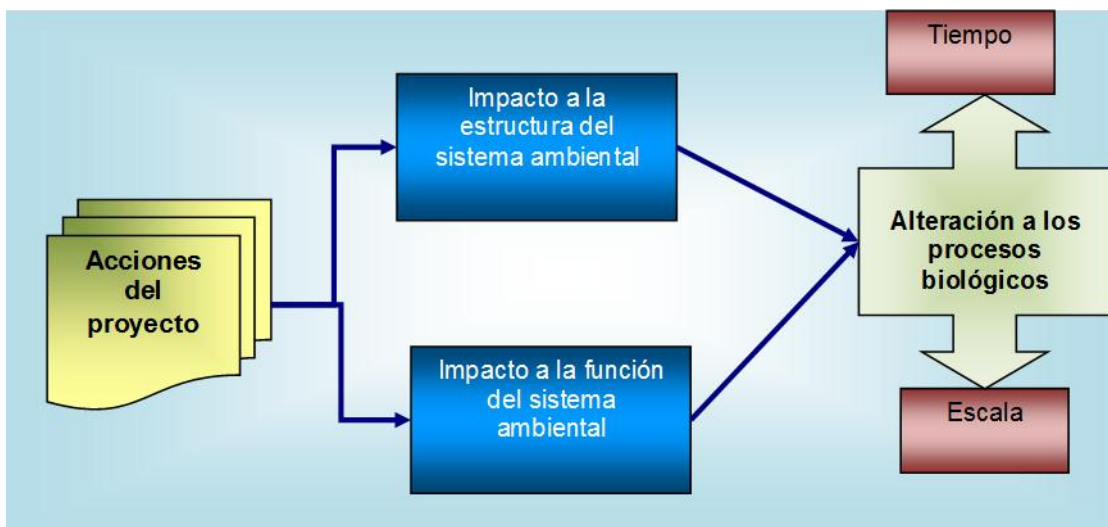 Acciones
del
proyecto
Impacto a la
estructura del
sistema ambiental
Impacto a la función
del sistema
ambiental
Tiempo
Alteración a los
procesos
biológicos
Escala